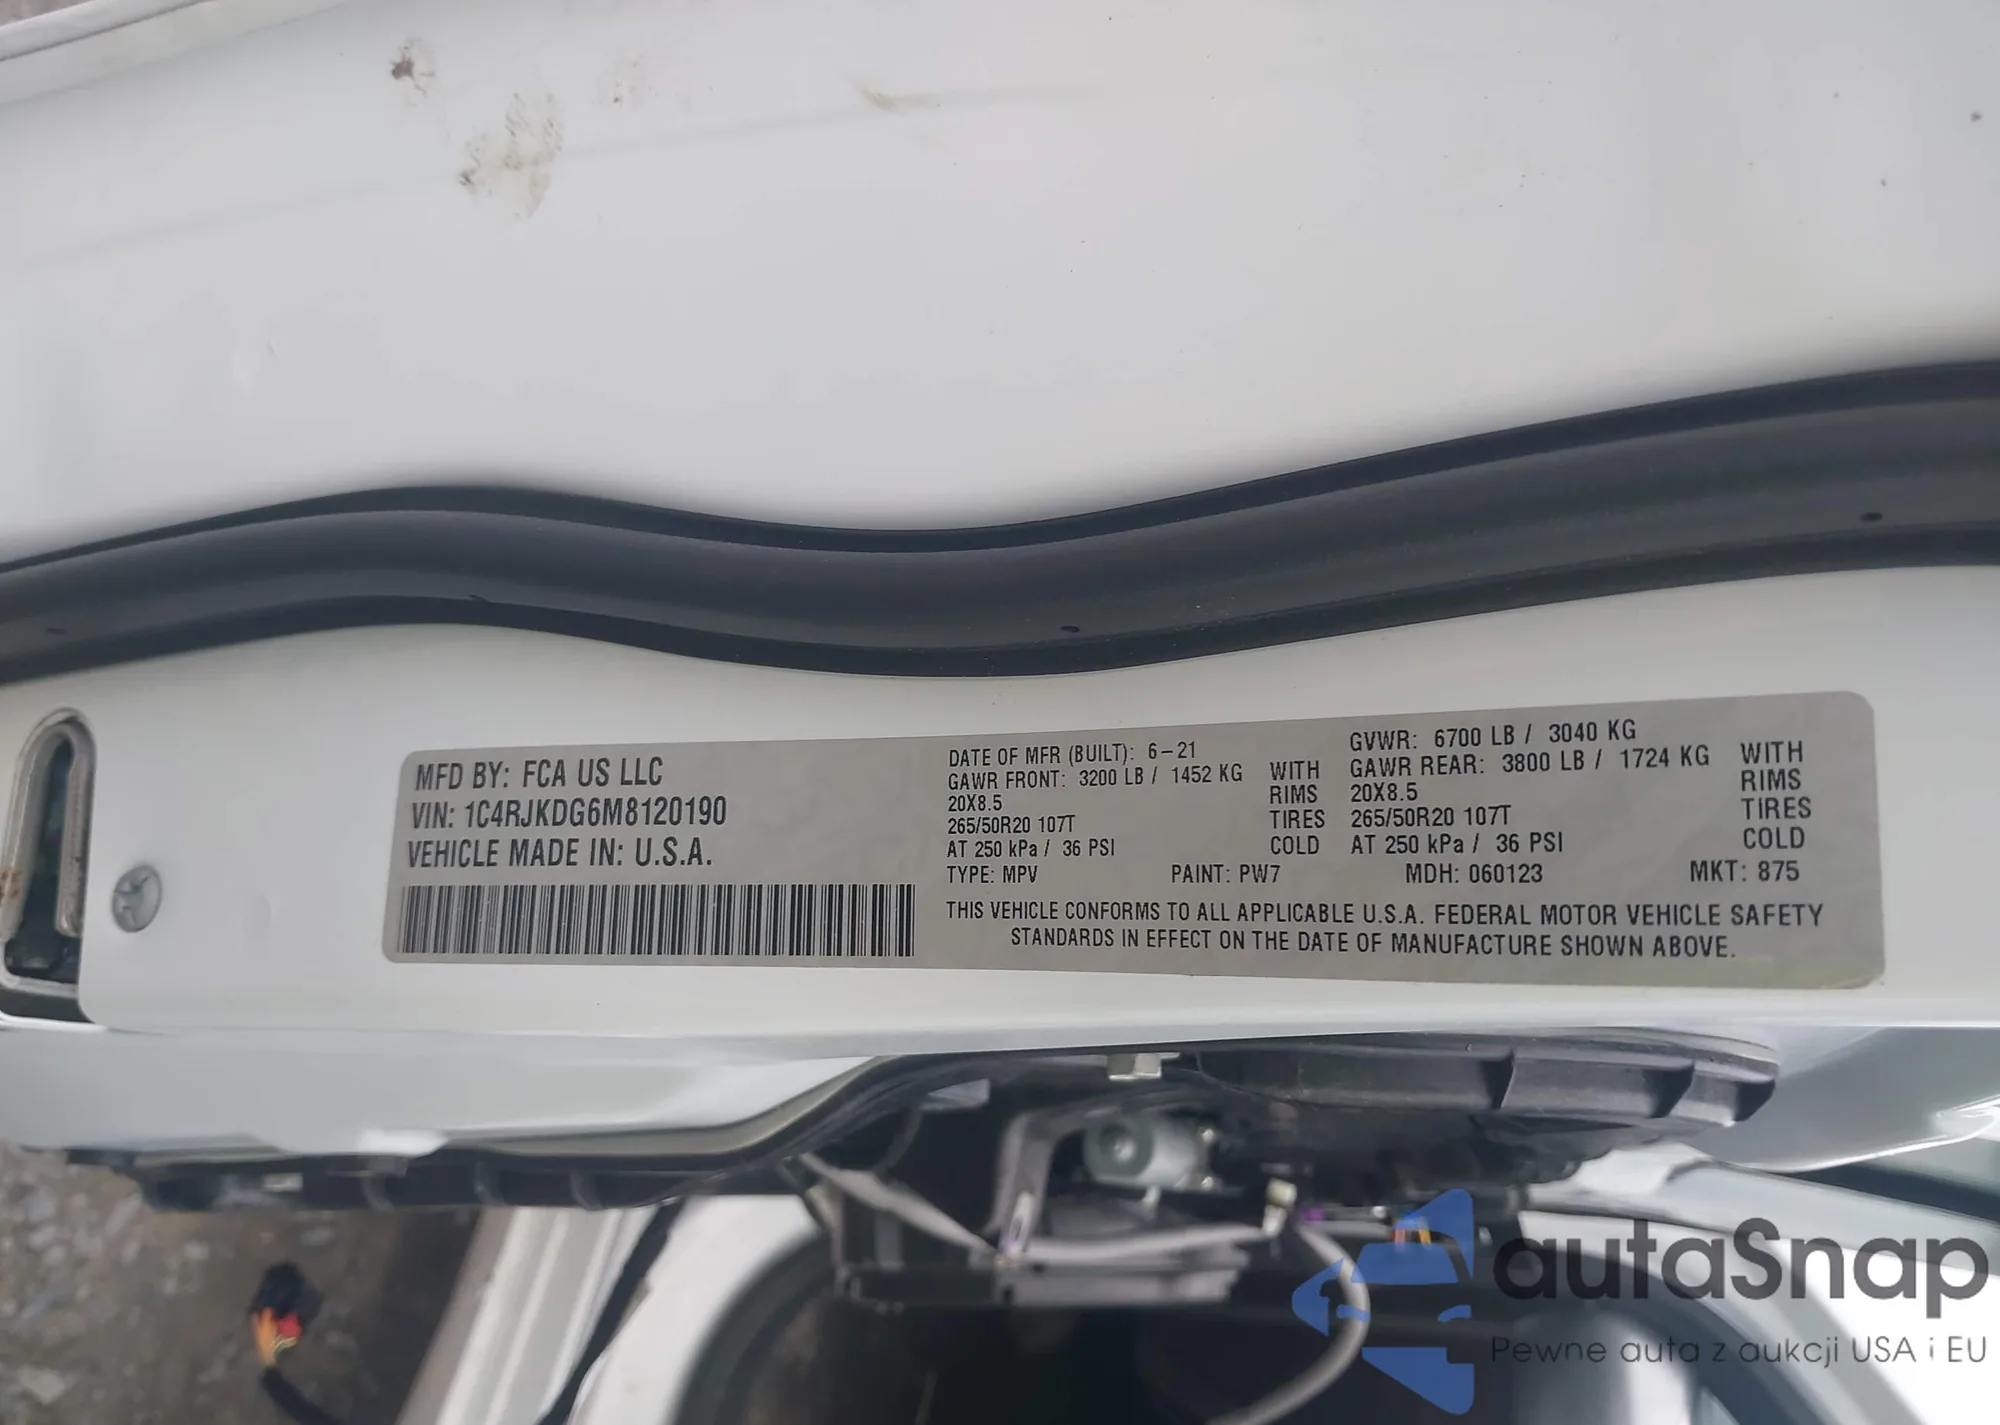 MFD BY: FCA US LLC
VIN: 1C4RJKDG6M8120190
VEHICLE MADE IN: U.S.A.
DATE OF MFR (BUILT): 6-21
GAWR FRONT: 3200 LB / 1452 KG WITH
20X8.5 RIMS
265/50R20 107T TIRES
AT 250 kPa / 36 PSI COLD
GVWR: 6700 LB / 3040 KG
GAWR REAR: 3800 LB / 1724 KG WITH
20X8.5 RIMS
265/50R20 107T TIRES
AT 250 kPa / 36 PSI COLD
TYPE: MPV PAINT: PW7 MDH: 060123 MKT: 875
THIS VEHICLE CONFORMS TO ALL APPLICABLE U.S.A. FEDERAL MOTOR VEHICLE SAFETY
STANDARDS IN EFFECT ON THE DATE OF MANUFACTURE SHOWN ABOVE.
autaSnap
Pewne auta z aukcji USA i EU